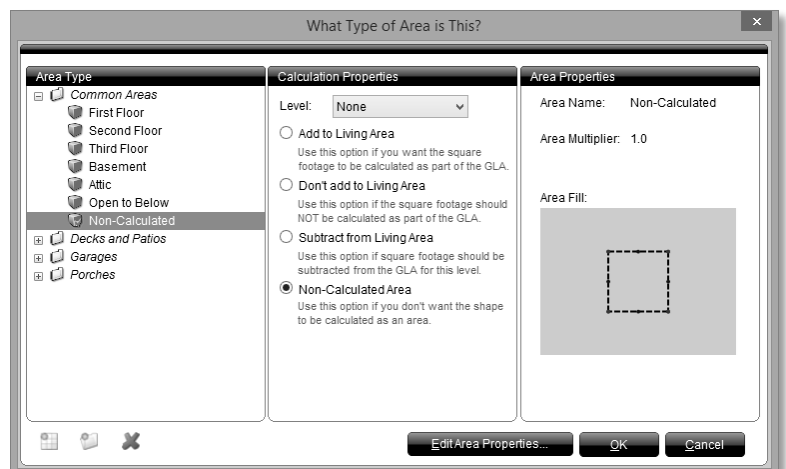 What Type of Area is This?
Area Type
Common Areas
First Floor
Second Floor
Third Floor
Basement
Attic
Open to Below
Non-Calculated
Decks and Patios
Garages
Porches
Calculation Properties
Level: None
Add to Living Area
Use this option if you want the square
footage to be calculated as part of the GLA.
Don't add to Living Area
Use this option if the square footage should
NOT be calculated as part of the GLA.
Subtract from Living Area
Use this option if square footage should be
subtracted from the GLA for this level.
Non-Calculated Area
Use this option if you don't want the shape
to be calculated as an area.
Area Properties
Area Name: Non-Calculated
Area Multiplier: 1.0
Area Fill:
Edit Area Properties...
OK
Cancel